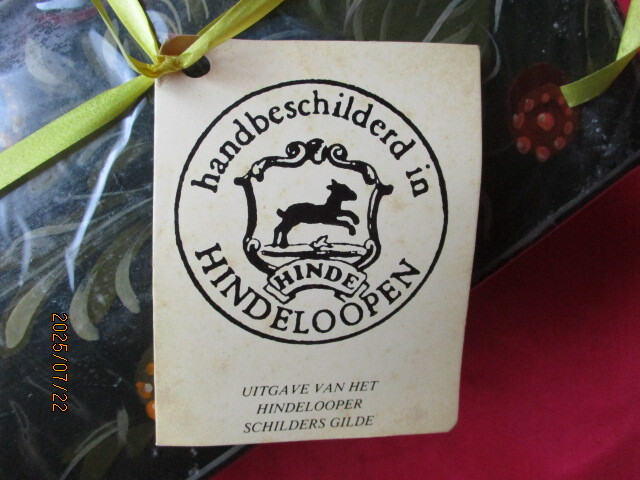 handbeschilderd in
HINDE
HINDELOOPEN
UITGAVE VAN HET
HINDELOOPER
SCHILDERS GILDE
2025/07/22